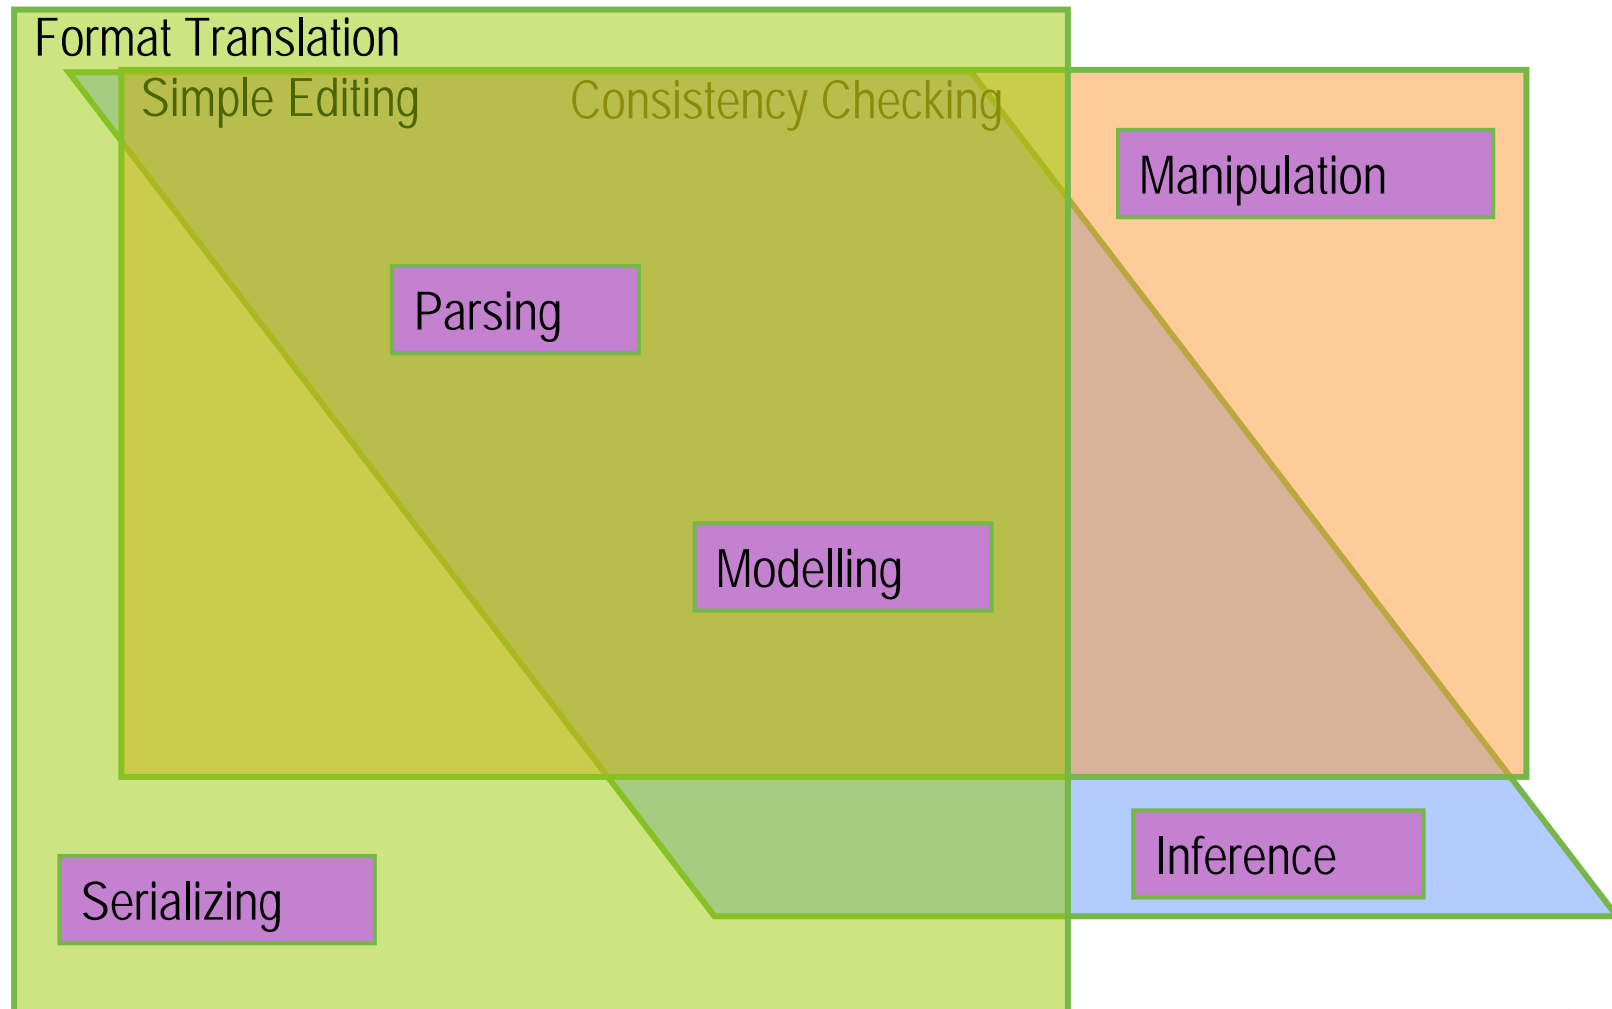 Format Translation
Simple Editing
Consistency Checking
Manipulation
Parsing
Modelling
Inference
Serializing